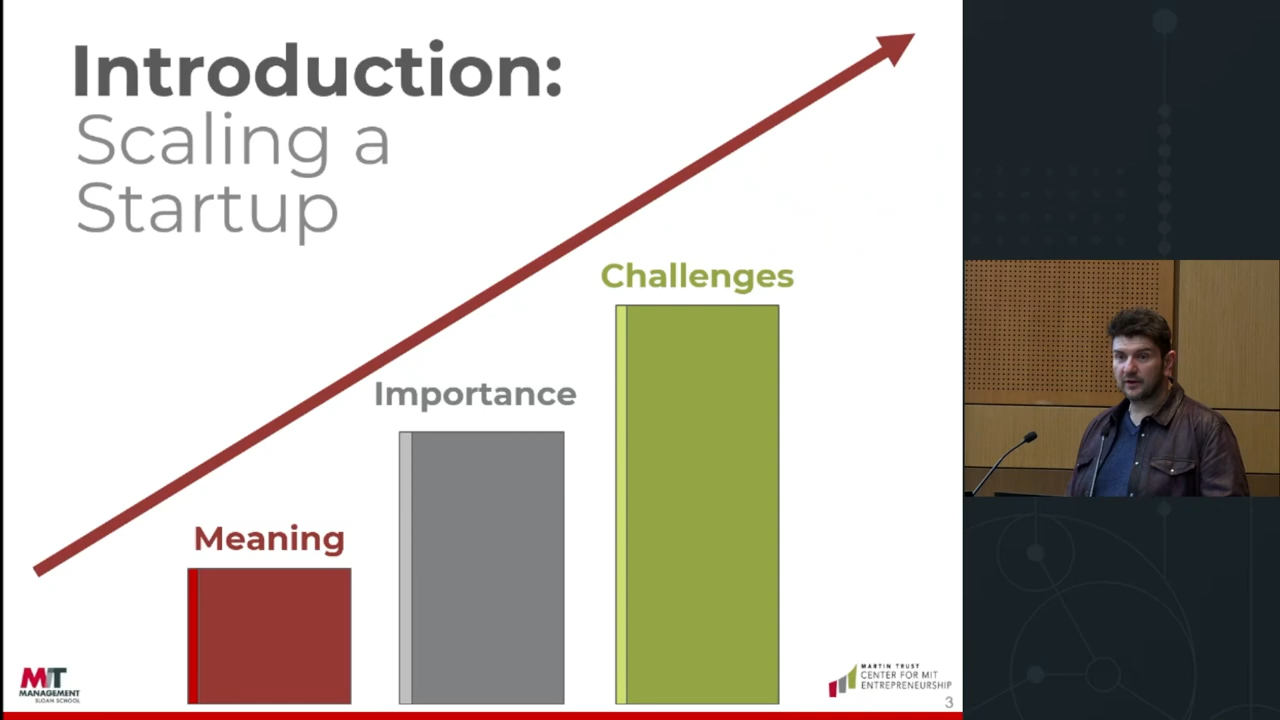 Introduction:
Scaling a
Startup
Challenges
Importance
Meaning
MIT
MANAGEMENT
SLOAN SCHOOL
MARTIN TRUST
CENTER FOR MIT
ENTREPRENEURSHIP
3